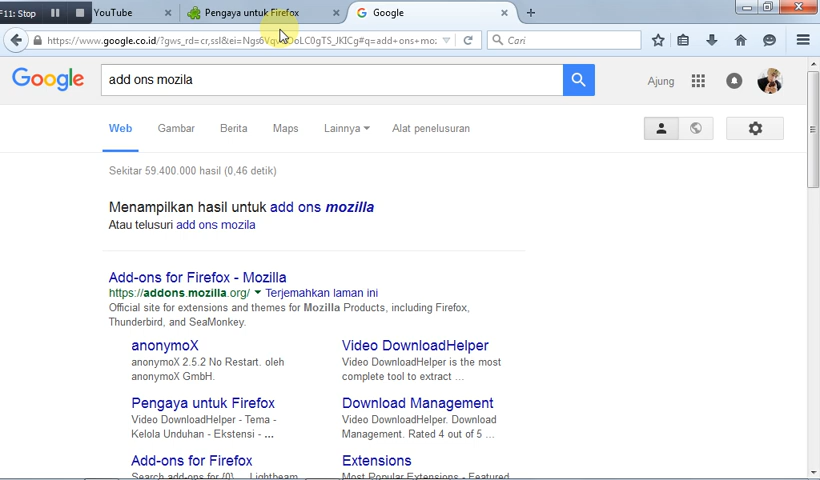 F11: Stop
YouTube
Pengaya untuk Firefox
Google
https://www.google.co.id/?gws_rd=cr,ssl&ei=Ngs6V
oLC0gTS_JKICg#q=add+ons+mo
Cari
Google
add ons mozila
Ajung
Web
Gambar
Berita
Maps
Lainnya
Alat penelusuran
Sekitar 59.400.000 hasil (0,46 detik)
Menampilkan hasil untuk add ons mozilla
Atau telusuri add ons mozila
Add-ons for Firefox - Mozilla
https://addons.mozilla.org/ Terjemahkan laman ini
Official site for extensions and themes for Mozilla Products, including Firefox,
Thunderbird, and SeaMonkey.
anonymoX
anonymoX 2.5.2 No Restart. oleh
anonymoX GmbH.
Video DownloadHelper
Video DownloadHelper is the most
complete tool to extract ...
Pengaya untuk Firefox
Video DownloadHelper - Tema -
Kelola Unduhan - Ekstensi - ...
Download Management
Video DownloadHelper. Download
Management. Rated 4 out of 5 ...
Add-ons for Firefox
Search add-ons for {0} ... Lightbeam
Extensions
Most Popular Extensions - Featured